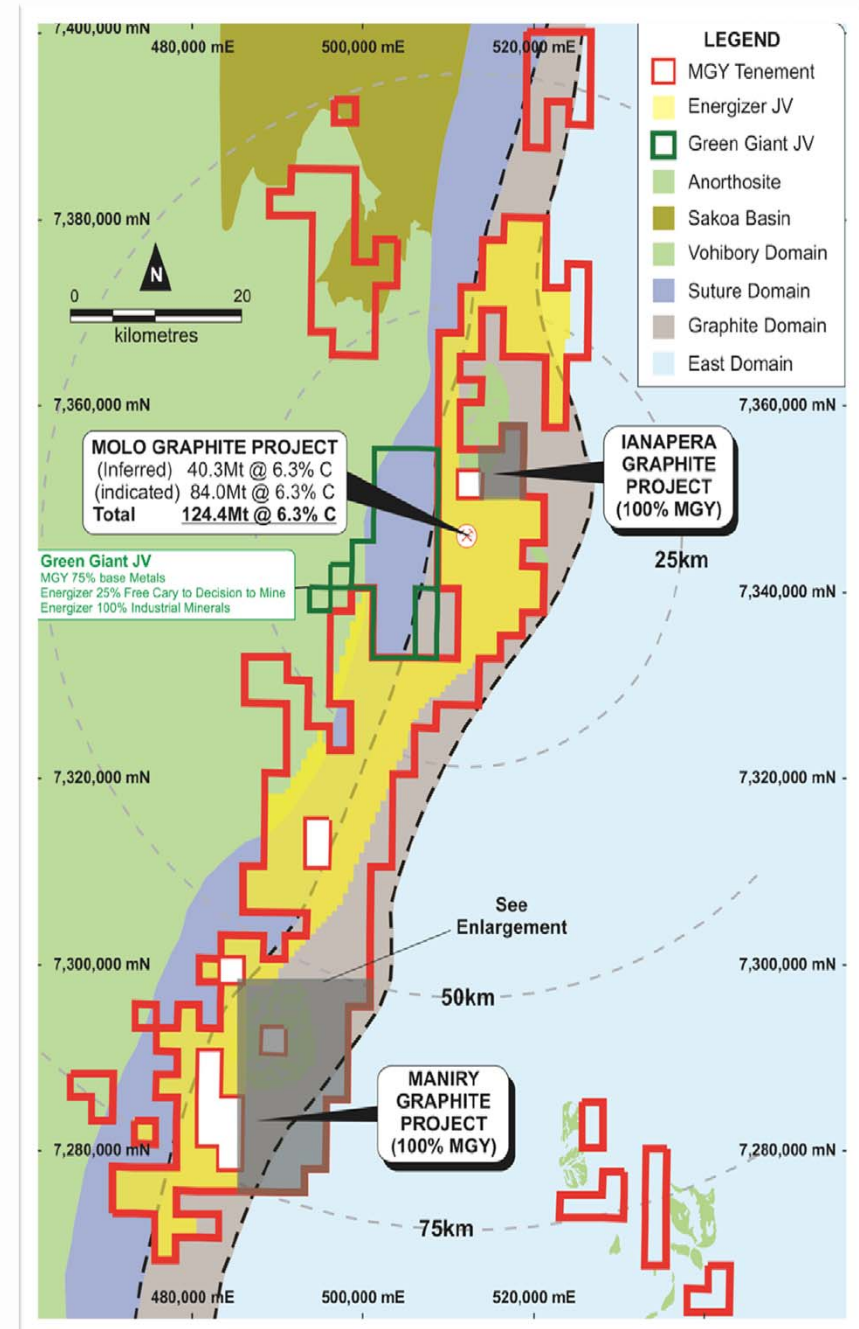 7,400,000 mN
480,000 mE
500,000 mE
520,000 mE
LEGEND
MGY Tenement
Energizer JV
Green Giant JV
Anorthosite
Sakoa Basin
Vohibory Domain
Suture Domain
Graphite Domain
East Domain
7,380,000 mN
N
0
20
kilometres
7,360,000 mN
7,360,000 mN
MOLO GRAPHITE PROJECT
(Inferred) 40.3Mt @ 6.3% C
(indicated) 84.0Mt @ 6.3% C
Total 124.4Mt @ 6.3% C
IANAPERA
GRAPHITE
PROJECT
(100% MGY)
25km
Green Giant JV
MGY 75% base Metals
Energizer 25% Free Cary to Decision to Mine
Energizer 100% Industrial Minerals
7,340,000 mN
7,320,000 mN
7,320,000 mN
See
Enlargement
7,300,000 mN
7,300,000 mN
50km
MANIRY
GRAPHITE
PROJECT
(100% MGY)
7,280,000 mN
7,280,000 mN
75km
480,000 mE
500,000 mE
520,000 mE